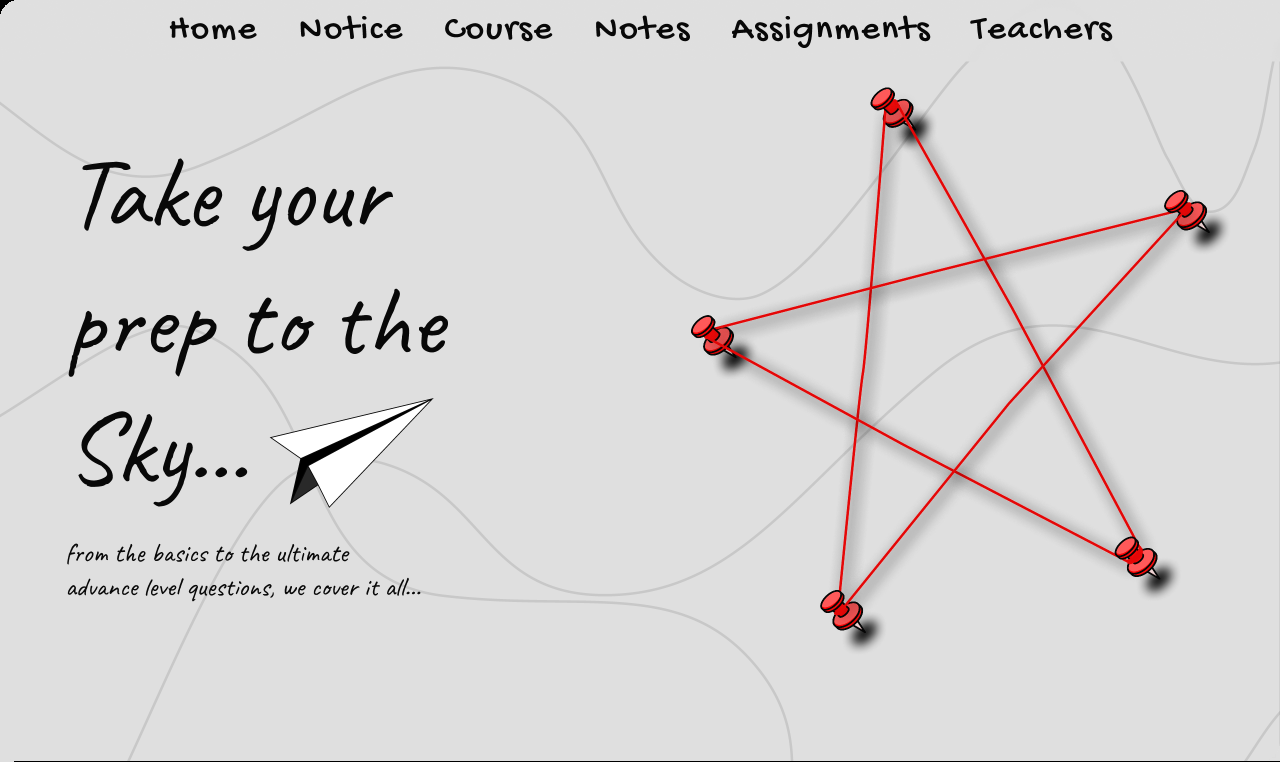 Home Notice Course Notes Assignments Teachers
Take your
prep to the
Sky...
from the basics to the ultimate
advance level questions, we cover it all...